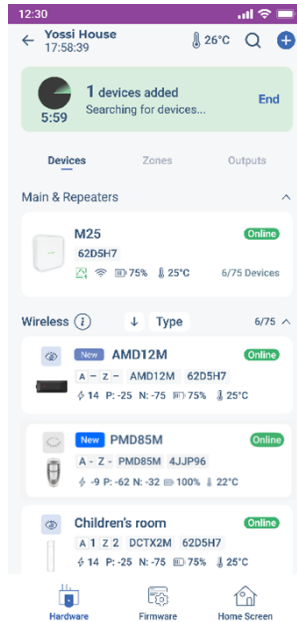 12:30
Yossi House
17:58:39
26°C
1 devices added
Searching for devices...
End
5:59
Devices Zones Outputs
Main & Repeaters
M25 Online
62D5H7
75% 25°C 6/75 Devices
Wireless i ↓ Type 6/75
New AMD12M Online
A – Z – AMD12M 62D5H7
14 P: -25 N: -75 75% 25°C
New PMD85M Online
A - Z - PMD85M 4JJP96
-9 P: -62 N: -32 100% 22°C
Children's room Online
A 1 Z 2 DCTX2M 62D5H7
14 P: -25 N: -75 75% 25°C
Hardware Firmware Home Screen